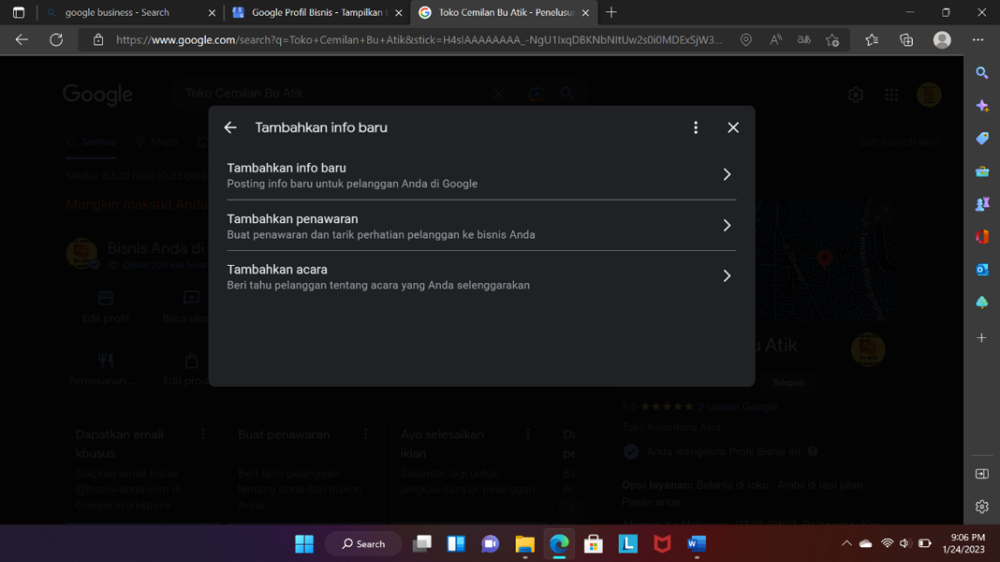 google business - Search
Google Profil Bisnis - Tampilkan
Toko Cemilan Bu Atik - Penelusu
https://www.google.com/search?q=Toko+Cemilan+Bu+Atik&stick=H4sIAAAAAAAA_-NgU1IxqDBKNbNItUw2s0i0MDExSjW3...
Google
Toko Cemilan Bu Atik
Semua
Maps
SafeSearch aktif
Sekitar 8.520 hasil (0,33 detik
Mungkin maksud Anda
Tambahkan info baru
Tambahkan info baru
Posting info baru untuk pelanggan Anda di Google
Tambahkan penawaran
Buat penawaran dan tarik perhatian pelanggan ke bisnis Anda
Tambahkan acara
Beri tahu pelanggan tentang acara yang Anda selenggarakan
Bisnis Anda di
Dilihat 229 kali
Edit profil
Baca ulas
Pemesahan ...
Edit prod
u Atik
Telepon
5,0
2 ulasan Google
Toko Kelontong Asia
Anda mengelola Profil Bisnis ini
Opsi layanan: Belanja di toko · Ambil di tepi jalan
Pesan antar
Dapatkan email
khusus
Siapkan email bisnis
@bisnis-anda.com di
Google Workspace
Buat penawaran
Beri tahu pelanggan
tentang obral dan diskon
Anda
Ayo selesaikan
iklan
Sebentar lagi untuk
jangkau banyak pelanggan
Search
9:06 PM
1/24/2023